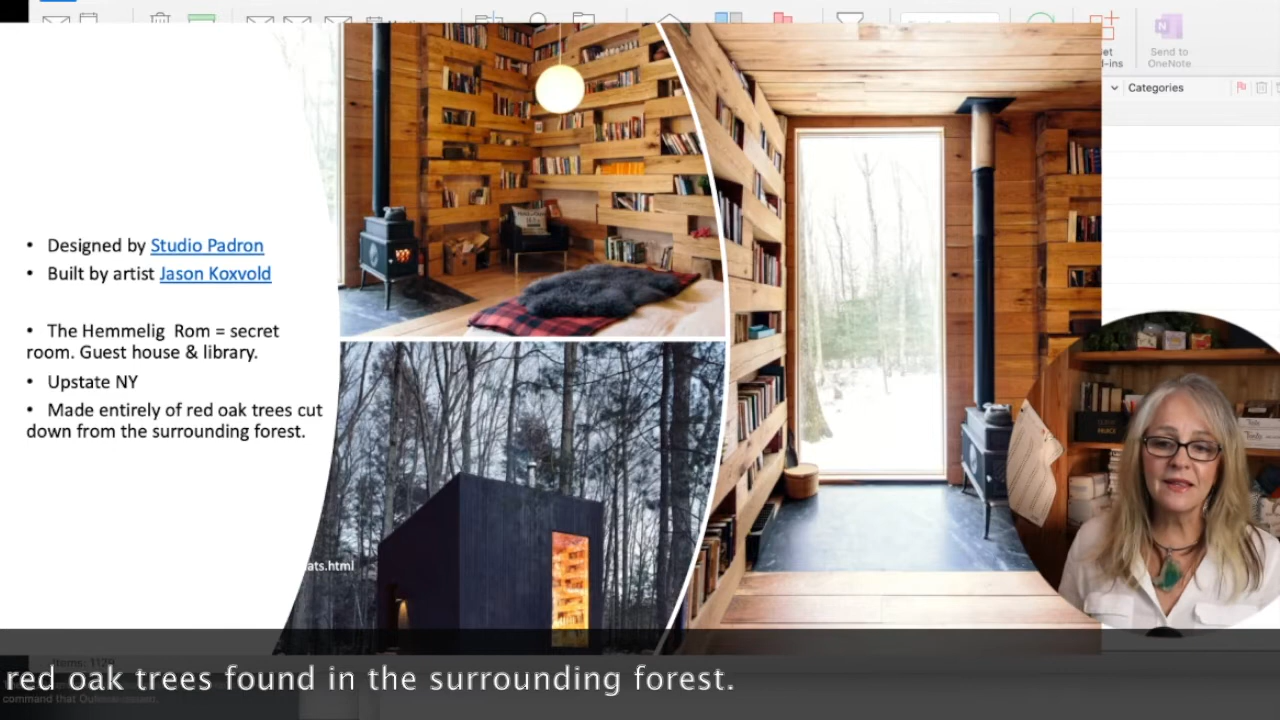 Send to
OneNote
Categories
• Designed by Studio Padron
• Built by artist Jason Koxvold
• The Hemmelig Rom = secret
room. Guest house & library.
• Upstate NY
• Made entirely of red oak trees cut
down from the surrounding forest.
ats.html
red oak trees found in the surrounding forest.